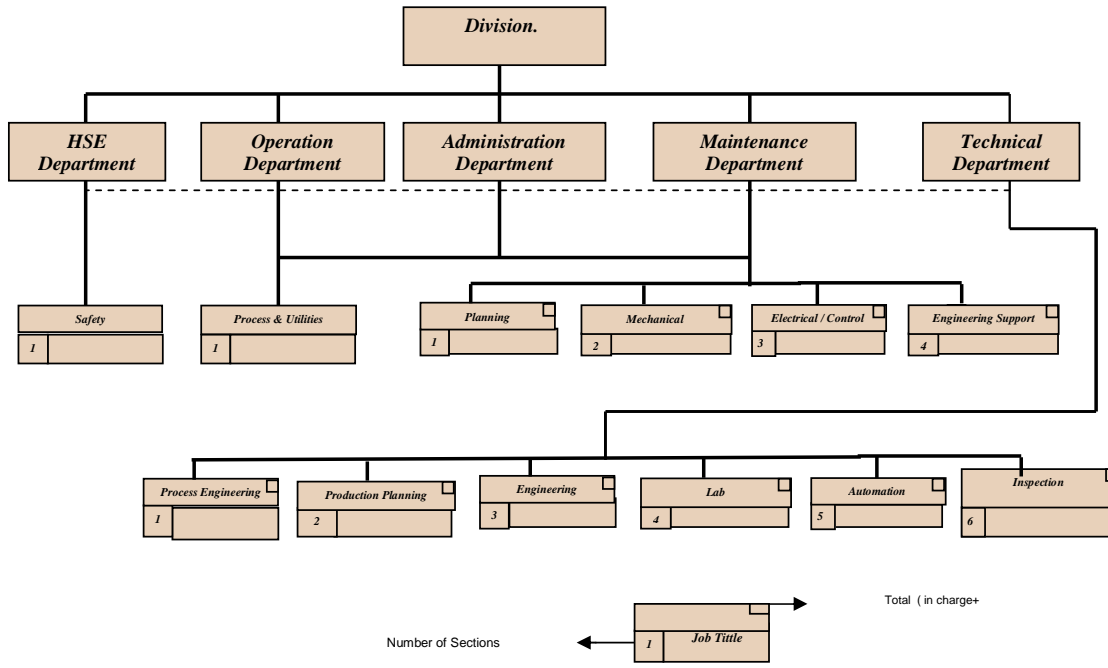 Division.
HSE
Department
Operation
Department
Administration
Department
Maintenance
Department
Technical
Department
Safety
1
Process & Utilities
1
Planning
1
Mechanical
2
Electrical / Control
3
Engineering Support
4
Process Engineering
1
Production Planning
2
Engineering
3
Lab
4
Automation
5
Inspection
6
Total ( in charge+
Number of Sections
1 Job Tittle